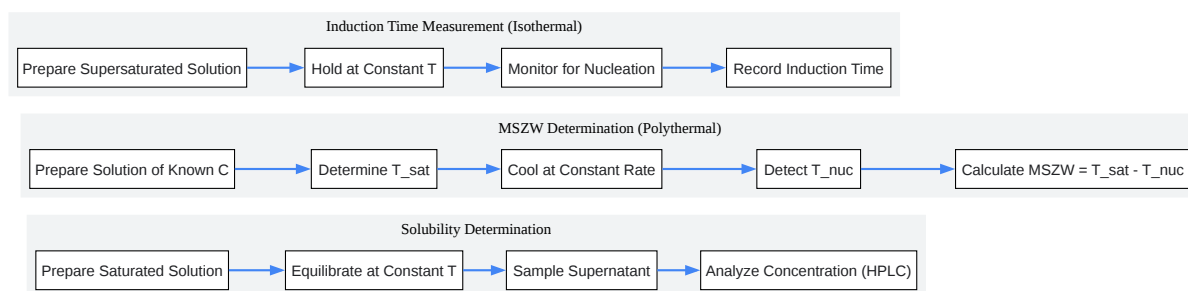 Induction Time Measurement (Isothermal)
Prepare Supersaturated Solution
Hold at Constant T
Monitor for Nucleation
Record Induction Time
MSZW Determination (Polythermal)
Prepare Solution of Known C
Determine T_sat
Cool at Constant Rate
Detect T_nuc
Calculate MSZW = T_sat - T_nuc
Solubility Determination
Prepare Saturated Solution
Equilibrate at Constant T
Sample Supernatant
Analyze Concentration (HPLC)